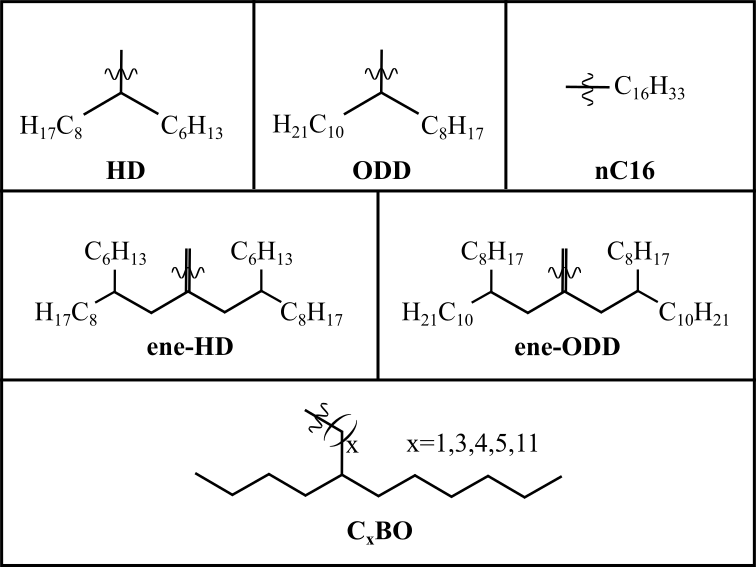 H₁₇C₈ C₆H₁₃
HD
H₂₁C₁₀ C₈H₁₇
ODD
C₁₆H₃₃
nC16
C₆H₁₃ C₆H₁₃
H₁₇C₈ C₈H₁₇
ene-HD
C₈H₁₇ C₈H₁₇
H₂₁C₁₀ C₁₀H₂₁
ene-ODD
x x=1,3,4,5,11
CₓBO